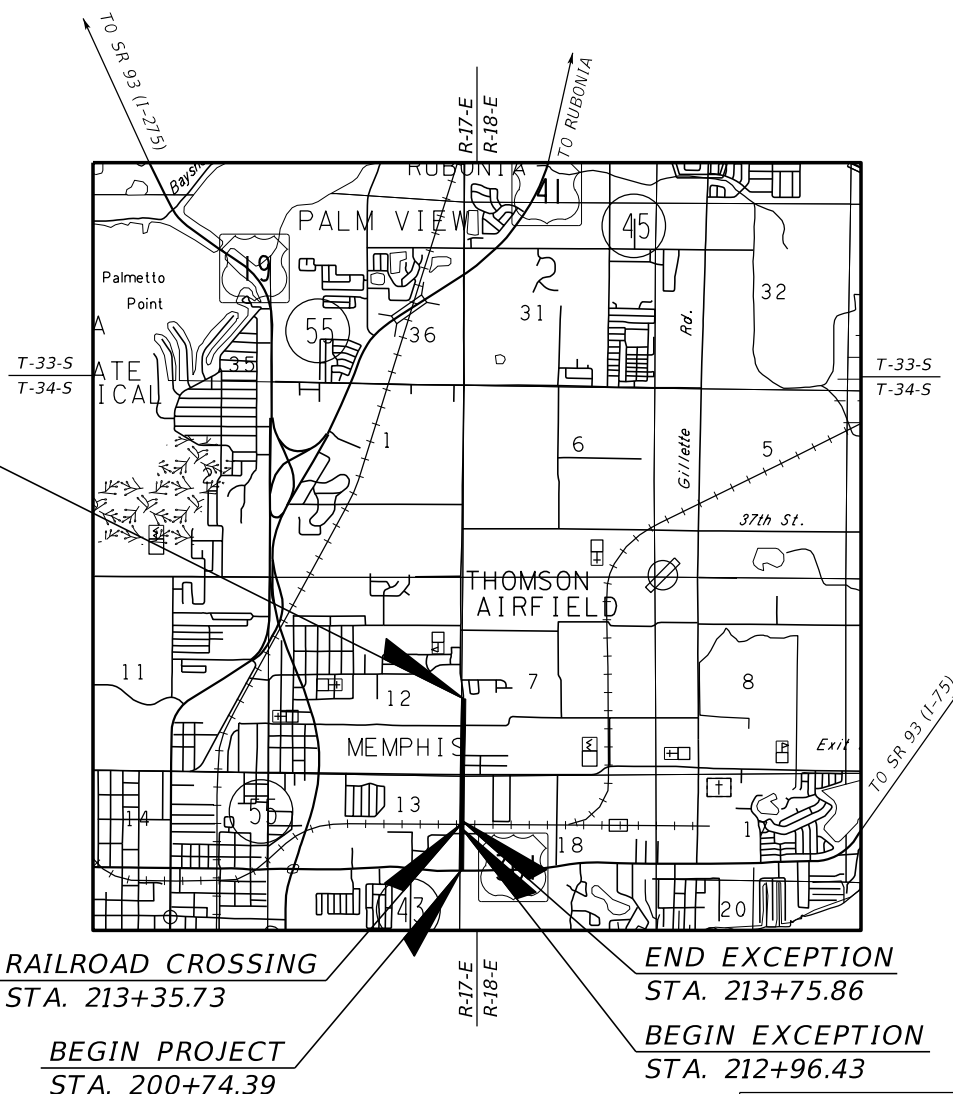 TO SR 93 (I-275)
R-17-E
R-18-E
TO RUBONIA
RUBONIA
41
PALM VIEW
45
19
Palmetto
Point
55
36
31
32
Rd.
A
T-33-S
T-34-S
ATE
ICAL
35
T-33-S
T-34-S
1
6
5
Gillette
37th St.
THOMSON
AIRFIELD
11
12
7
8
MEMPHIS
Exit
TO SR 93 (I-75)
13
14
55
18
43
20
RAILROAD CROSSING
STA. 213+35.73
END EXCEPTION
STA. 213+75.86
R-17-E
R-18-E
BEGIN PROJECT
STA. 200+74.39
BEGIN EXCEPTION
STA. 212+96.43